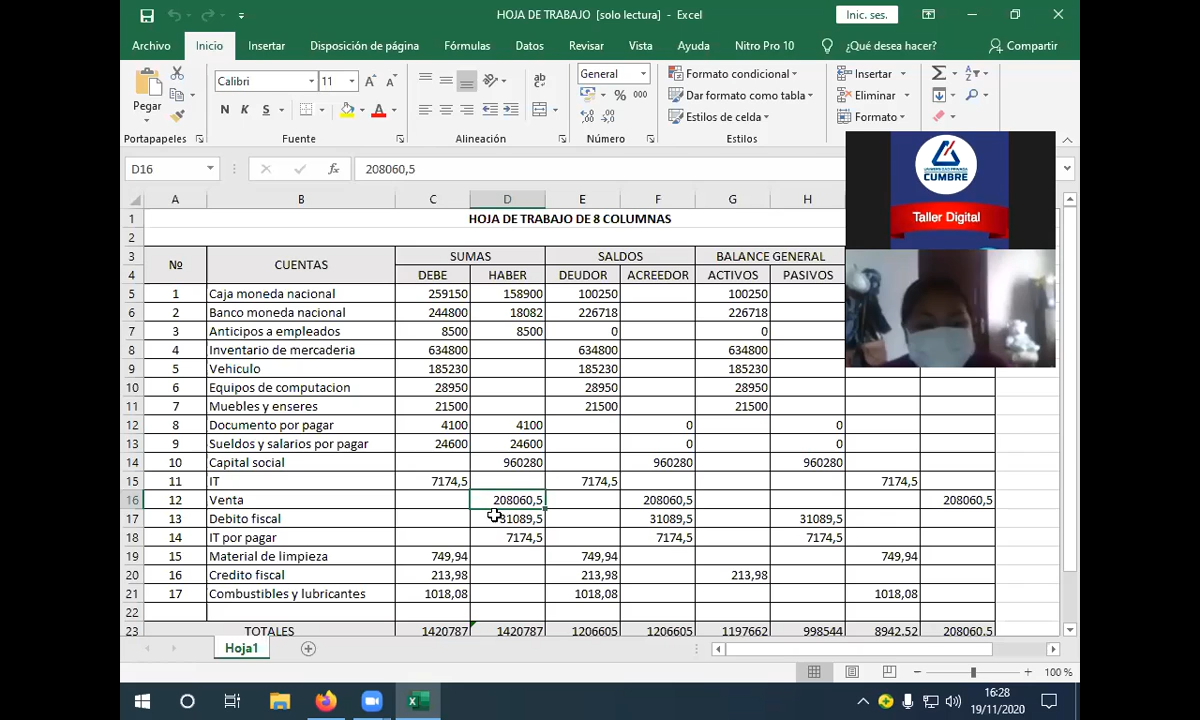 HOJA DE TRABAJO [solo lectura] - Excel
Inic. ses.
Archivo Inicio Insertar Disposición de página Fórmulas Datos Revisar Vista Ayuda Nitro Pro 10 ¿Qué desea hacer? Compartir
Pegar
Calibri 11
N K S
General
% 000
Formato condicional
Dar formato como tabla
Estilos de celda
Insertar
Eliminar
Formato
Portapapeles Fuente Alineación Número Estilos
D16 fx 208060,5
UNIVERSIDAD PRIVADA
CUMBRE
Taller Digital
A B C D E F G H
1 HOJA DE TRABAJO DE 8 COLUMNAS
2
3 Nº CUENTAS SUMAS SALDOS BALANCE GENERAL
4 DEBE HABER DEUDOR ACREEDOR ACTIVOS PASIVOS
5 1 Caja moneda nacional 259150 158900 100250 100250
6 2 Banco moneda nacional 244800 18082 226718 226718
7 3 Anticipos a empleados 8500 8500 0 0
8 4 Inventario de mercaderia 634800 634800 634800
9 5 Vehiculo 185230 185230 185230
10 6 Equipos de computacion 28950 28950 28950
11 7 Muebles y enseres 21500 21500 21500
12 8 Documento por pagar 4100 4100 0 0
13 9 Sueldos y salarios por pagar 24600 24600 0 0
14 10 Capital social 960280 960280 960280
15 11 IT 7174,5 7174,5 7174,5
16 12 Venta 208060,5 208060,5 208060,5
17 13 Debito fiscal 31089,5 31089,5 31089,5
18 14 IT por pagar 7174,5 7174,5 7174,5
19 15 Material de limpieza 749,94 749,94 749,94
20 16 Credito fiscal 213,98 213,98 213,98
21 17 Combustibles y lubricantes 1018,08 1018,08 1018,08
22
23 TOTALES 1420787 1420787 1206605 1206605 1197662 998544 8942,52 208060,5
Hoja1
100 %
16:28
19/11/2020